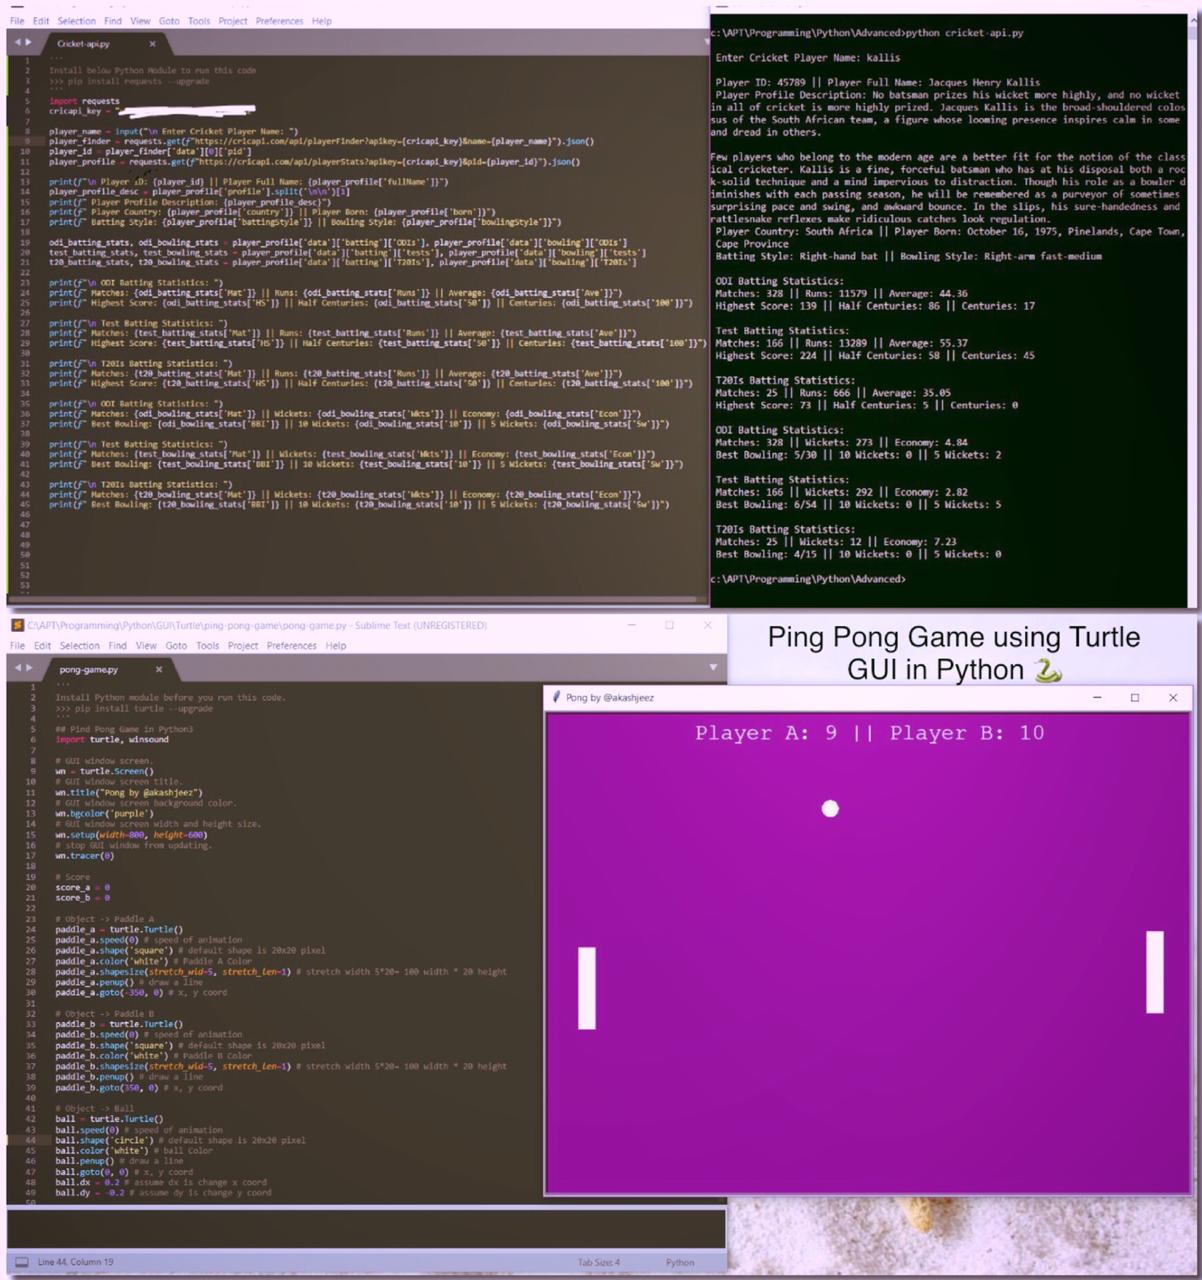 File Edit Selection Find View Goto Tools Project Preferences Help
Cricket-api.py ×
1 '''
2 Install below Python Module to run this code
3 >>> pip install requests --upgrade
4 '''
5 import requests
6 cricapi_key = "
7
8 player_name = input("\n Enter Cricket Player Name: ")
9 player_finder = requests.get(f"https://cricapi.com/api/playerFinder?apikey={cricapi_key}&name={player_name}").json()
10 player_id = player_finder['data'][0]['pid']
11 player_profile = requests.get(f"https://cricapi.com/api/playerStats?apikey={cricapi_key}&pid={player_id}").json()
12
13 print(f"\n Player ID: {player_id} || Player Full Name: {player_profile['fullName']}")
14 player_profile_desc = player_profile['profile'].split('\n\n')[1]
15 print(f" Player Profile Description: {player_profile_desc}")
16 print(f" Player Country: {player_profile['country']} || Player Born: {player_profile['born']}")
17 print(f" Batting Style: {player_profile['battingStyle']} || Bowling Style: {player_profile['bowlingStyle']}")
18
19 odi_batting_stats, odi_bowling_stats = player_profile['data']['batting']['ODIs'], player_profile['data']['bowling']['ODIs']
20 test_batting_stats, test_bowling_stats = player_profile['data']['batting']['tests'], player_profile['data']['bowling']['tests']
21 t20_batting_stats, t20_bowling_stats = player_profile['data']['batting']['T20Is'], player_profile['data']['bowling']['T20Is']
22
23 print(f"\n ODI Batting Statistics: ")
24 print(f" Matches: {odi_batting_stats['Mat']} || Runs: {odi_batting_stats['Runs']} || Average: {odi_batting_stats['Ave']}")
25 print(f" Highest Score: {odi_batting_stats['HS']} || Half Centuries: {odi_batting_stats['50']} || Centuries: {odi_batting_stats['100']}")
26
27 print(f"\n Test Batting Statistics: ")
28 print(f" Matches: {test_batting_stats['Mat']} || Runs: {test_batting_stats['Runs']} || Average: {test_batting_stats['Ave']}")
29 print(f" Highest Score: {test_batting_stats['HS']} || Half Centuries: {test_batting_stats['50']} || Centuries: {test_batting_stats['100']}")
30
31 print(f"\n T20Is Batting Statistics: ")
32 print(f" Matches: {t20_batting_stats['Mat']} || Runs: {t20_batting_stats['Runs']} || Average: {t20_batting_stats['Ave']}")
33 print(f" Highest Score: {t20_batting_stats['HS']} || Half Centuries: {t20_batting_stats['50']} || Centuries: {t20_batting_stats['100']}")
34
35 print(f"\n ODI Batting Statistics: ")
36 print(f" Matches: {odi_bowling_stats['Mat']} || Wickets: {odi_bowling_stats['Wkts']} || Economy: {odi_bowling_stats['Econ']}")
37 print(f" Best Bowling: {odi_bowling_stats['BBI']} || 10 Wickets: {odi_bowling_stats['10']} || 5 Wickets: {odi_bowling_stats['5w']}")
38
39 print(f"\n Test Batting Statistics: ")
40 print(f" Matches: {test_bowling_stats['Mat']} || Wickets: {test_bowling_stats['Wkts']} || Economy: {test_bowling_stats['Econ']}")
41 print(f" Best Bowling: {test_bowling_stats['BBI']} || 10 Wickets: {test_bowling_stats['10']} || 5 Wickets: {test_bowling_stats['5w']}")
42
43 print(f"\n T20Is Batting Statistics: ")
44 print(f" Matches: {t20_bowling_stats['Mat']} || Wickets: {t20_bowling_stats['Wkts']} || Economy: {t20_bowling_stats['Econ']}")
45 print(f" Best Bowling: {t20_bowling_stats['BBI']} || 10 Wickets: {t20_bowling_stats['10']} || 5 Wickets: {t20_bowling_stats['5w']}")
46
47
48
49
50
51
52
53
c:\APT\Programming\Python\Advanced>python cricket-api.py
Enter Cricket Player Name: kallis
Player ID: 45789 || Player Full Name: Jacques Henry Kallis
Player Profile Description: No batsman prizes his wicket more highly, and no wicket
in all of cricket is more highly prized. Jacques Kallis is the broad-shouldered colos
sus of the South African team, a figure whose looming presence inspires calm in some
and dread in others.
Few players who belong to the modern age are a better fit for the notion of the class
ical cricketer. Kallis is a fine, forceful batsman who has at his disposal both a roc
k-solid technique and a mind impervious to distraction. Though his role as a bowler d
iminishes with each passing season, he will be remembered as a purveyor of sometimes
surprising pace and swing, and awkward bounce. In the slips, his sure-handedness and
rattlesnake reflexes make ridiculous catches look regulation.
Player Country: South Africa || Player Born: October 16, 1975, Pinelands, Cape Town,
Cape Province
Batting Style: Right-hand bat || Bowling Style: Right-arm fast-medium
ODI Batting Statistics:
Matches: 328 || Runs: 11579 || Average: 44.36
Highest Score: 139 || Half Centuries: 86 || Centuries: 17
Test Batting Statistics:
Matches: 166 || Runs: 13289 || Average: 55.37
Highest Score: 224 || Half Centuries: 58 || Centuries: 45
T20Is Batting Statistics:
Matches: 25 || Runs: 666 || Average: 35.05
Highest Score: 73 || Half Centuries: 5 || Centuries: 0
ODI Batting Statistics:
Matches: 328 || Wickets: 273 || Economy: 4.84
Best Bowling: 5/30 || 10 Wickets: 0 || 5 Wickets: 2
Test Batting Statistics:
Matches: 166 || Wickets: 292 || Economy: 2.82
Best Bowling: 6/54 || 10 Wickets: 0 || 5 Wickets: 5
T20Is Batting Statistics:
Matches: 25 || Wickets: 12 || Economy: 7.23
Best Bowling: 4/15 || 10 Wickets: 0 || 5 Wickets: 0
c:\APT\Programming\Python\Advanced>
C:\APT\Programming\Python\GUI\Turtle\ping-pong-game\pong-game.py - Sublime Text (UNREGISTERED)
File Edit Selection Find View Goto Tools Project Preferences Help
pong-game.py ×
1 '''
2 Install Python module before you run this code.
3 >>> pip install turtle --upgrade
4 '''
5 ## Pind Pong Game in Python3
6 import turtle, winsound
7
8 # GUI window screen.
9 wn = turtle.Screen()
10 # GUI window screen title.
11 wn.title("Pong by @akashjeez")
12 # GUI window screen background color.
13 wn.bgcolor('purple')
14 # GUI window screen width and height size.
15 wn.setup(width=800, height=600)
16 # stop GUI window from updating.
17 wn.tracer(0)
18
19 # Score
20 score_a = 0
21 score_b = 0
22
23 # Object -> Paddle A
24 paddle_a = turtle.Turtle()
25 paddle_a.speed(0) # speed of animation
26 paddle_a.shape('square') # default shape is 20x20 pixel
27 paddle_a.color('white') # Paddle A Color
28 paddle_a.shapesize(stretch_wid=5, stretch_len=1) # stretch width 5*20= 100 width * 20 height
29 paddle_a.penup() # draw a line
30 paddle_a.goto(-350, 0) # x, y coord
31
32 # Object -> Paddle B
33 paddle_b = turtle.Turtle()
34 paddle_b.speed(0) # speed of animation
35 paddle_b.shape('square') # default shape is 20x20 pixel
36 paddle_b.color('white') # Paddle B Color
37 paddle_b.shapesize(stretch_wid=5, stretch_len=1) # stretch width 5*20= 100 width * 20 height
38 paddle_b.penup() # draw a line
39 paddle_b.goto(350, 0) # x, y coord
40
41 # Object -> Ball
42 ball = turtle.Turtle()
43 ball.speed(0) # speed of animation
44 ball.shape('circle') # default shape is 20x20 pixel
45 ball.color('white') # ball Color
46 ball.penup() # draw a line
47 ball.goto(0, 0) # x, y coord
48 ball.dx = 0.2 # assume dx is change x coord
49 ball.dy = -0.2 # assume dy is change y coord
50
Line 44, Column 19 Tab Size: 4 Python
Ping Pong Game using Turtle
GUI in Python 🐍
Pong by @akashjeez
Player A: 9 || Player B: 10